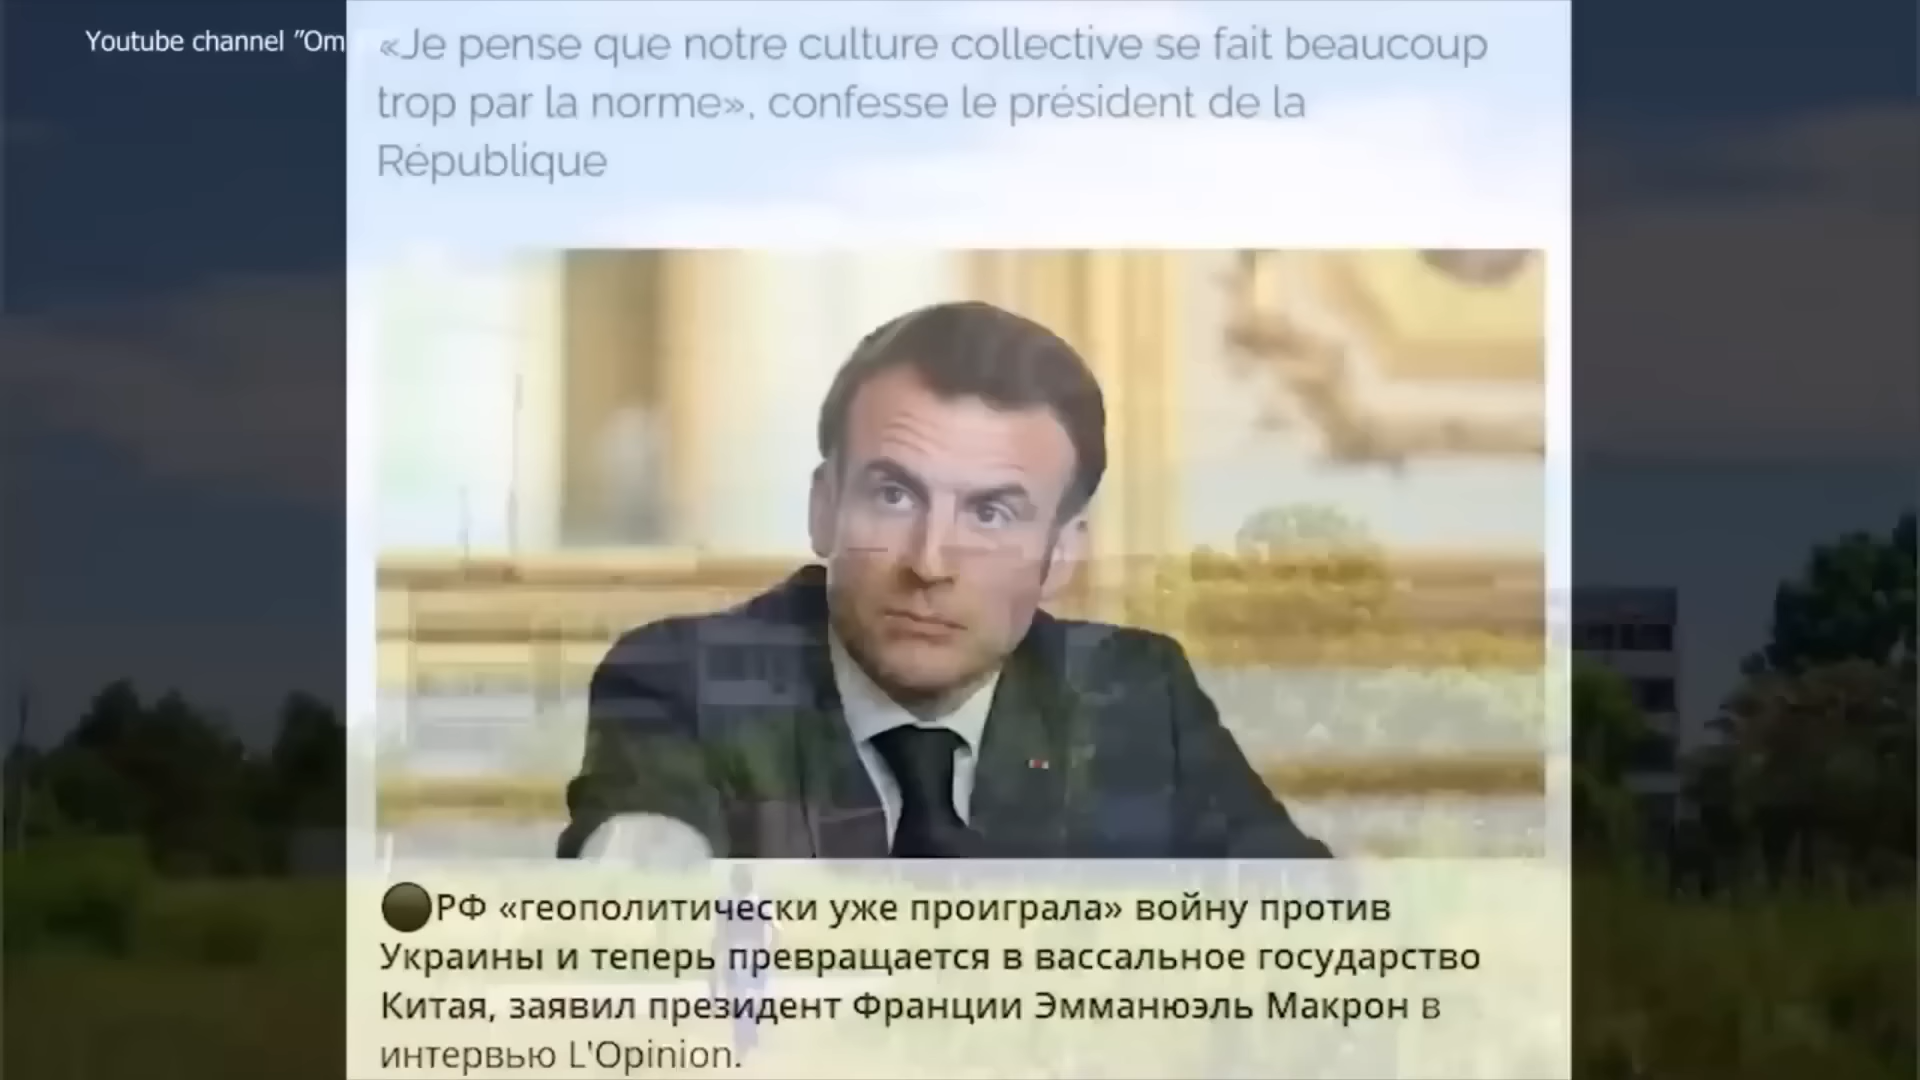 Youtube channel "Om
«Je pense que notre culture collective se fait beaucoup
trop par la norme», confesse le président de la
République
РФ «геополитически уже проиграла» войну против
Украины и теперь превращается в вассальное государство
Китая, заявил президент Франции Эмманюэль Макрон в
интервью L'Opinion.